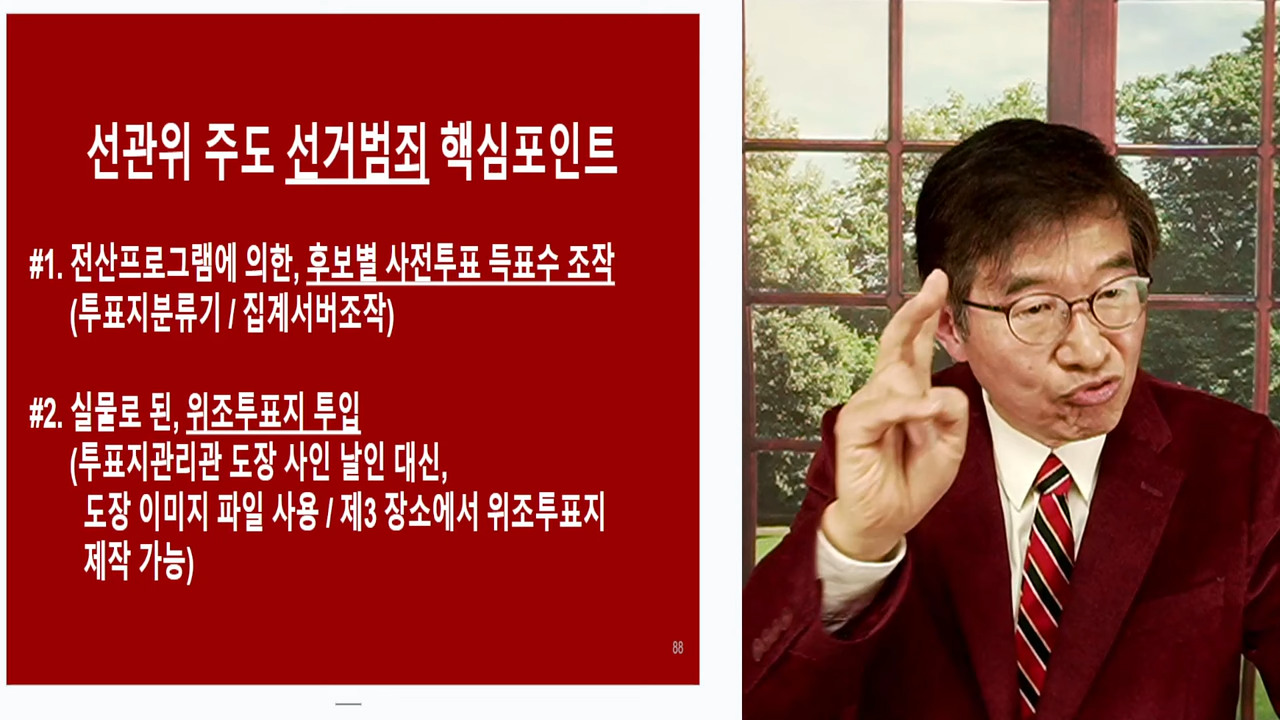 선관위 주도 선거범죄 핵심포인트
#1. 전산프로그램에 의한, 후보별 사전투표 득표수 조작
(투표지분류기 / 집계서버조작)
#2. 실물로 된, 위조투표지 투입
(투표지관리관 도장 사인 날인 대신,
도장 이미지 파일 사용 / 제3 장소에서 위조투표지
제작 가능)
88